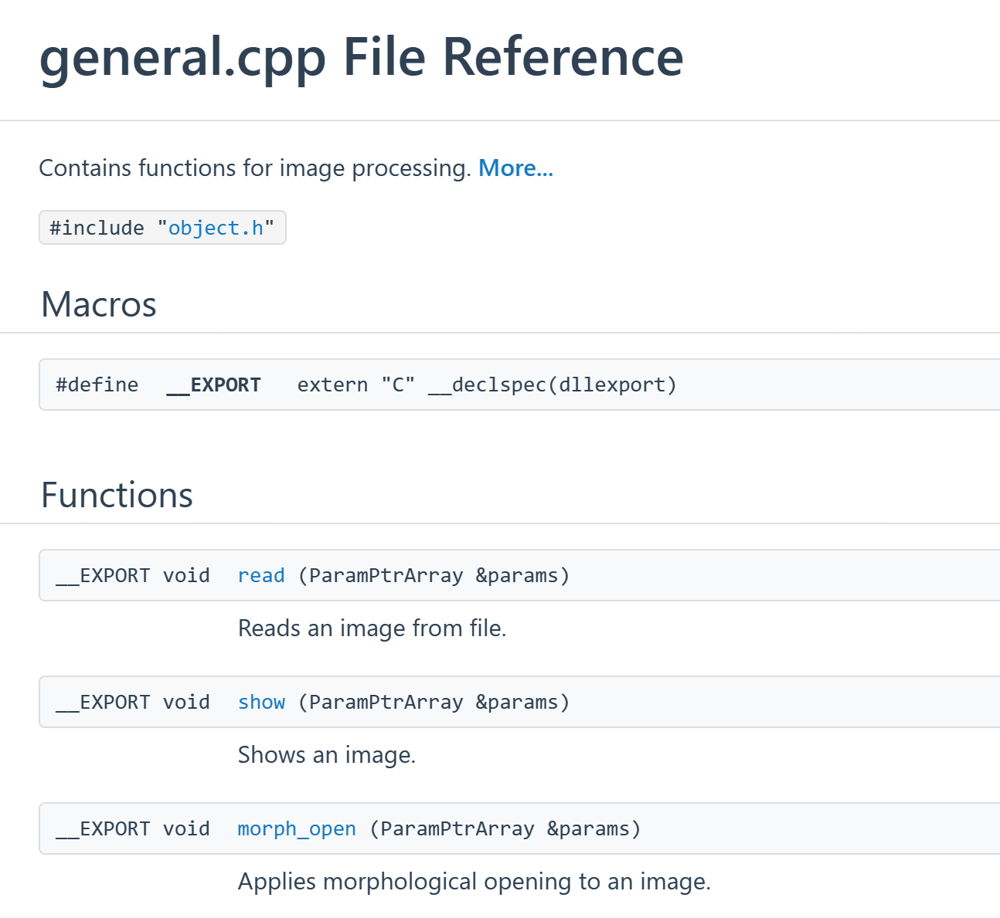 general.cpp File Reference
Contains functions for image processing. More...
#include "object.h"
Macros
#define __EXPORT extern "C" __declspec(dllexport)
Functions
__EXPORT void read (ParamPtrArray &params)
Reads an image from file.
__EXPORT void show (ParamPtrArray &params)
Shows an image.
__EXPORT void morph_open (ParamPtrArray &params)
Applies morphological opening to an image.